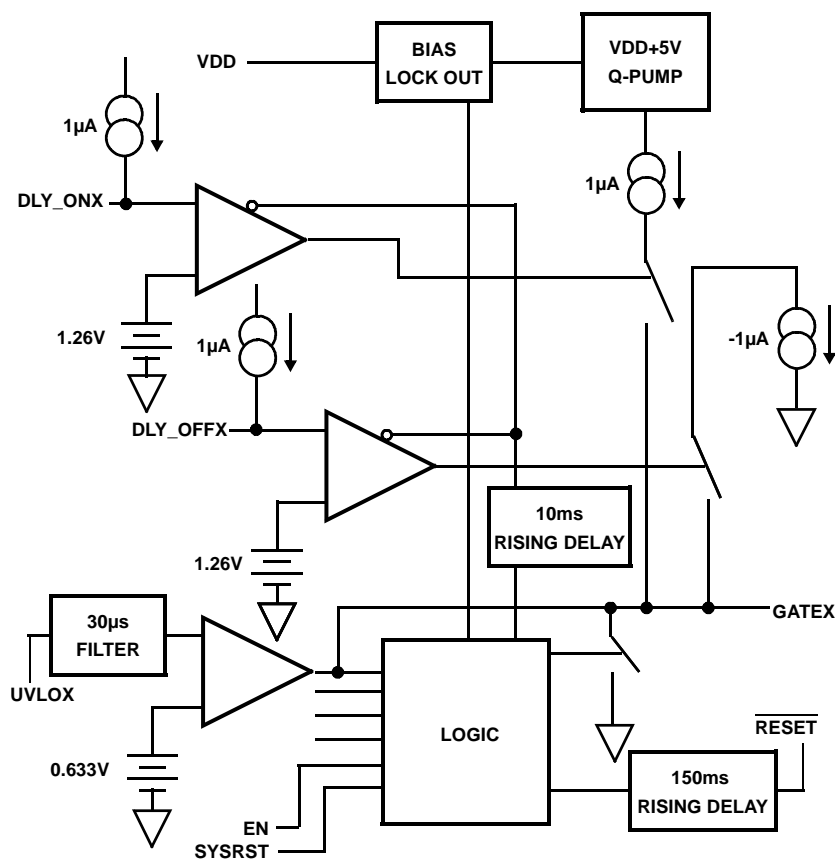 VDD
BIAS
LOCK OUT
VDD+5V
Q-PUMP
1µA
1µA
DLY_ONX
1.26V
1µA
-1µA
DLY_OFFX
10ms
RISING DELAY
1.26V
30µs
FILTER
GATEX
UVLOX
LOGIC
RESET
0.633V
150ms
RISING DELAY
EN
SYSRST